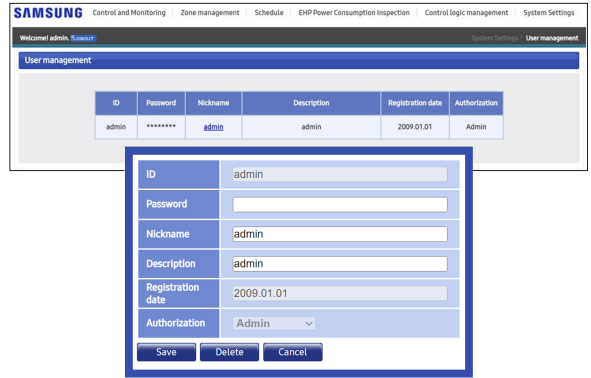 SAMSUNG Control and Monitoring Zone management Schedule EHP Power Consumption Inspection Control logic management System Settings
Welcome! admin. LOGOUT System Settings > User management
User management
ID Password Nickname Description Registration date Authorization
admin ******** admin admin 2009.01.01 Admin
ID admin
Password
Nickname admin
Description admin
Registration
date 2009.01.01
Authorization Admin
Save Delete Cancel